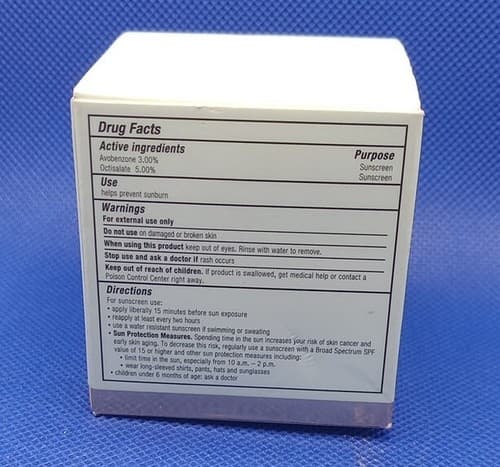 Drug Facts
Active ingredients Purpose
Avobenzone 3.00% Sunscreen
Octisalate 5.00% Sunscreen
Use
helps prevent sunburn
Warnings
For external use only
Do not use on damaged or broken skin
When using this product keep out of eyes. Rinse with water to remove.
Stop use and ask a doctor if rash occurs
Keep out of reach of children. If product is swallowed, get medical help or contact a
Poison Control Center right away.
Directions
For sunscreen use:
• apply liberally 15 minutes before sun exposure
• reapply at least every two hours
• use a water resistant sunscreen if swimming or sweating
• Sun Protection Measures. Spending time in the sun increases your risk of skin cancer and
early skin aging. To decrease this risk, regularly use a sunscreen with a Broad Spectrum SPF
value of 15 or higher and other sun protection measures including:
• limit time in the sun, especially from 10 a.m. – 2 p.m.
• wear long-sleeved shirts, pants, hats and sunglasses
• children under 6 months of age: ask a doctor